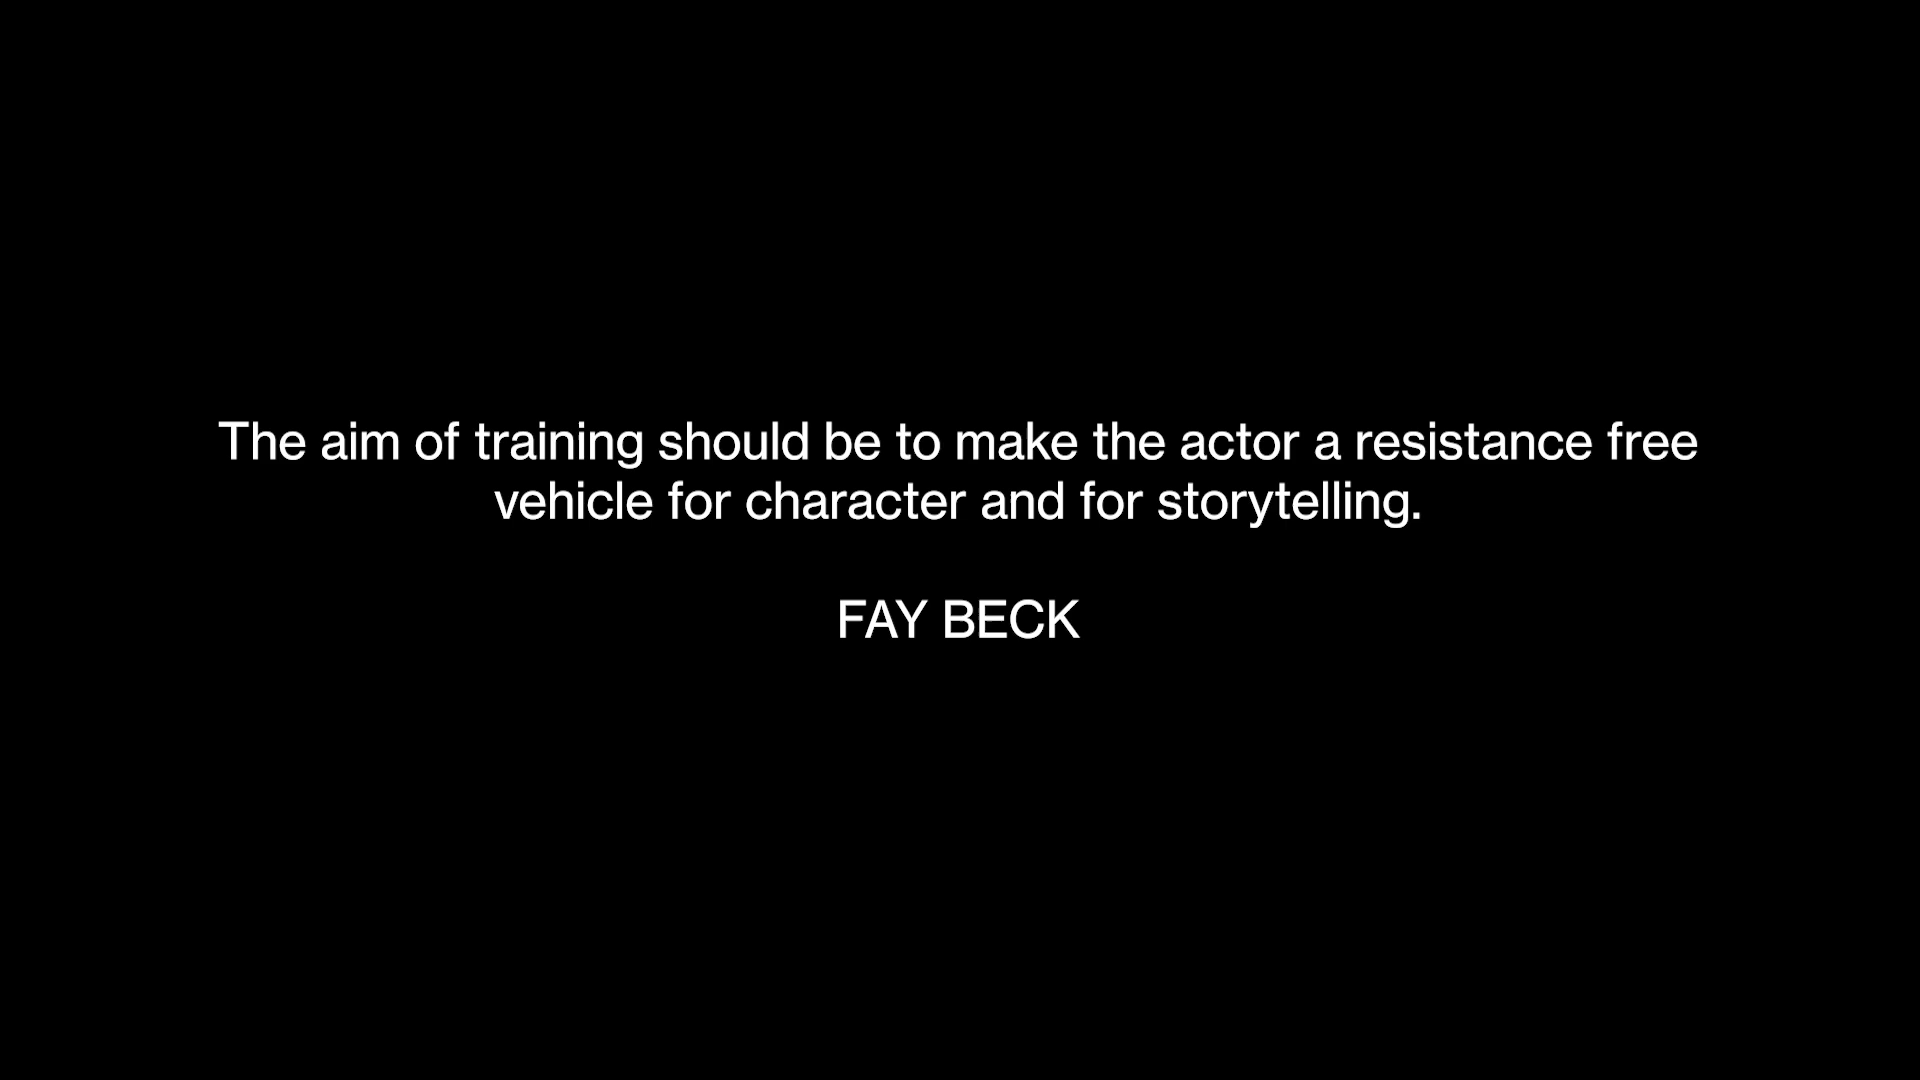 The aim of training should be to make the actor a resistance free
vehicle for character and for storytelling.
FAY BECK